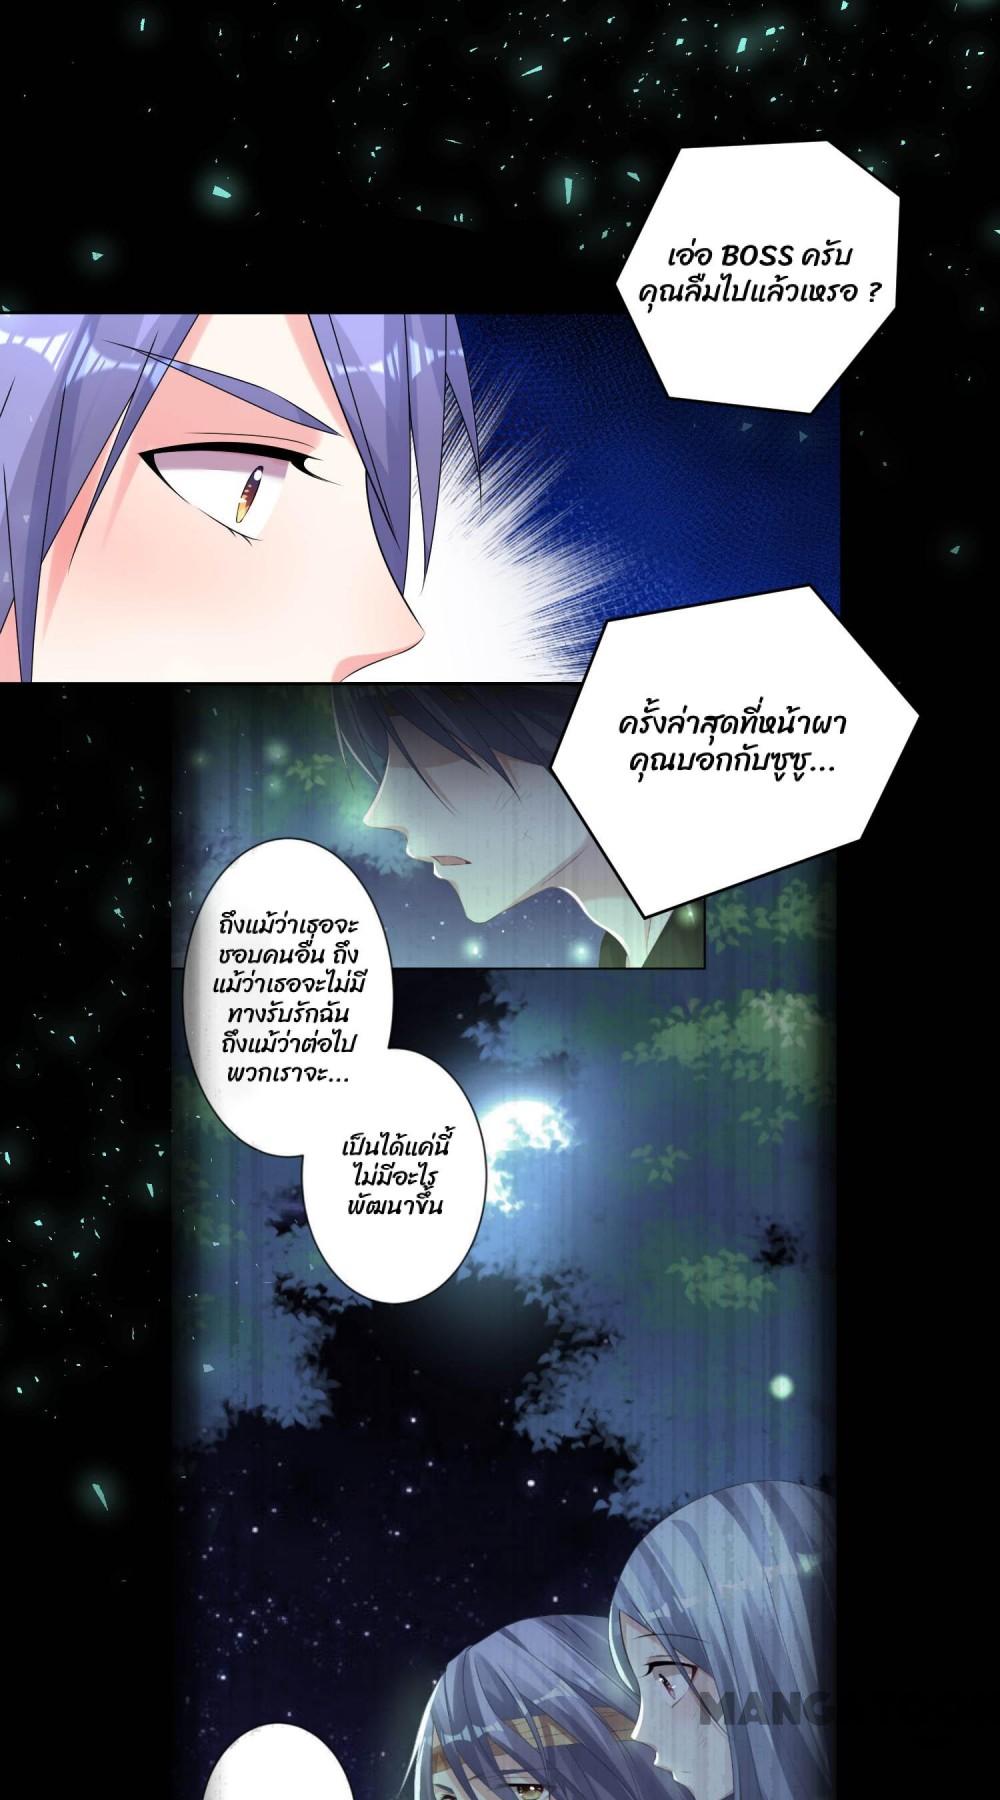 เอ่อ BOSS ครับ
คุณลืมไปแล้วเหรอ ?
ครั้งล่าสุดที่หน้าผา
คุณบอกกับซูซู...
ถึงแม้ว่าเธอจะ
ชอบคนอื่น ถึง
แม้ว่าเธอจะไม่มี
ทางรับรักฉัน
ถึงแม้ว่าต่อไป
พวกเราจะ...
เป็นได้แค่นี้
ไม่มีอะไร
พัฒนาขึ้น
MANGATOON